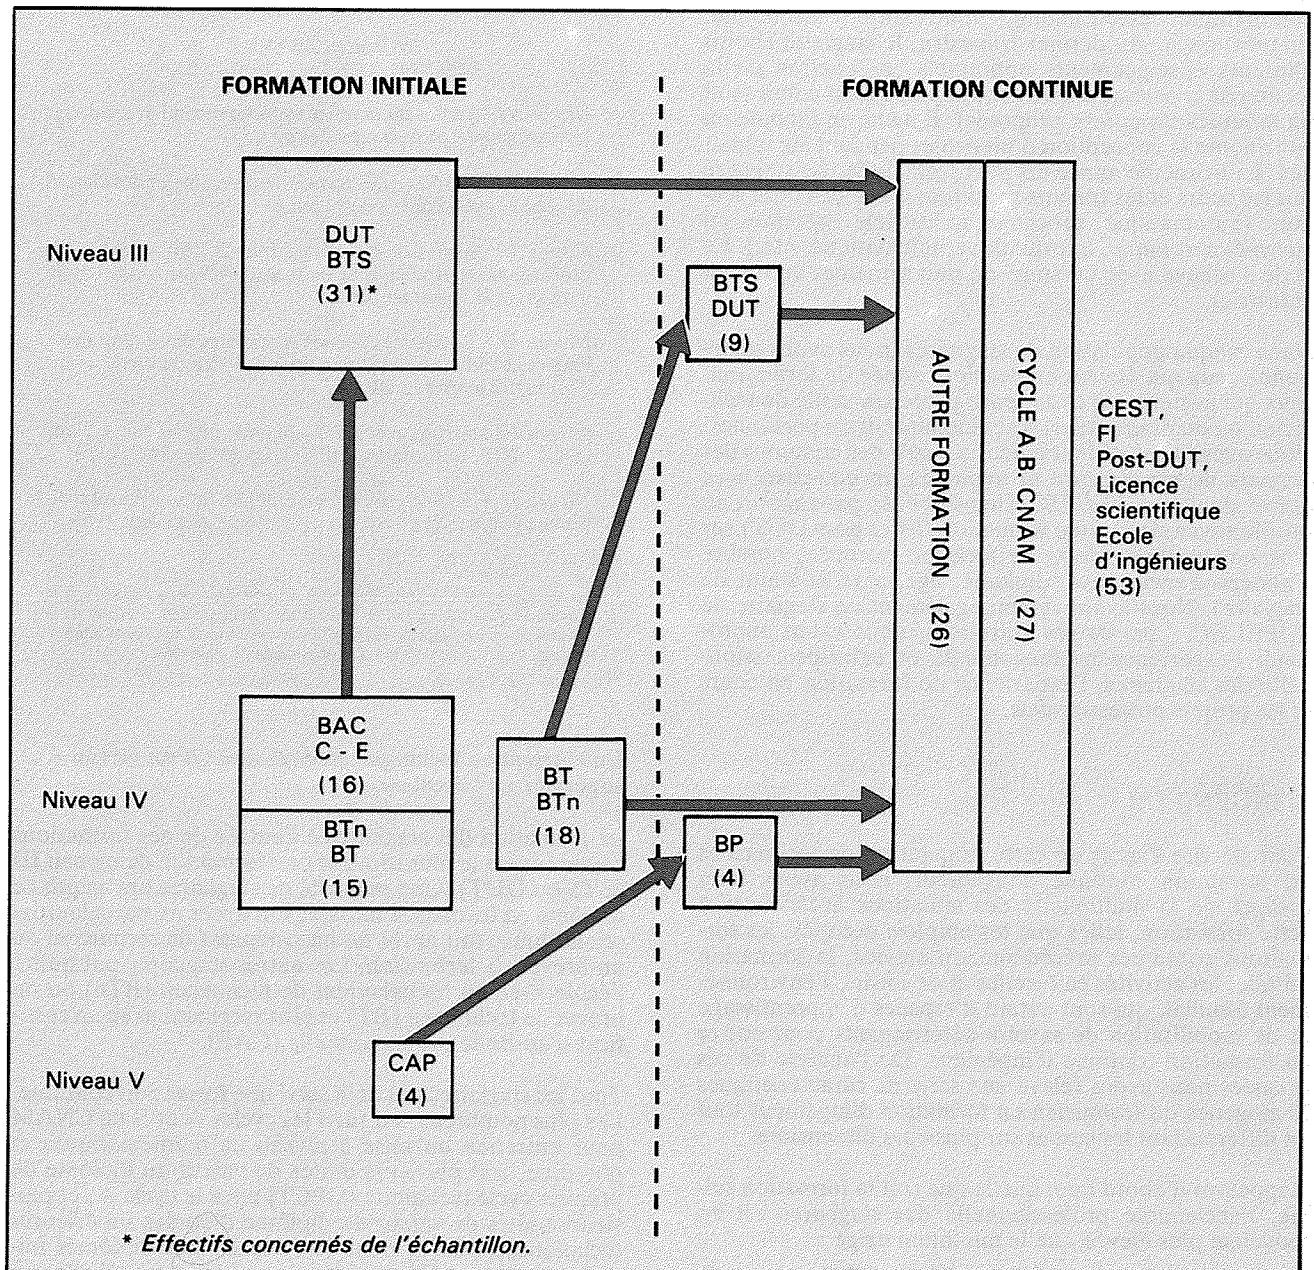 FORMATION INITIALE
FORMATION CONTINUE
Niveau III
DUT
BTS
(31)*
BTS
DUT
(9)
AUTRE FORMATION (26)
CYCLE A.B. CNAM (27)
CEST,
FI
Post-DUT,
Licence
scientifique
Ecole
d'ingénieurs
(53)
Niveau IV
BAC
C - E
(16)
BTn
BT
(15)
BT
BTn
(18)
BP
(4)
Niveau V
CAP
(4)
* Effectifs concernés de l'échantillon.